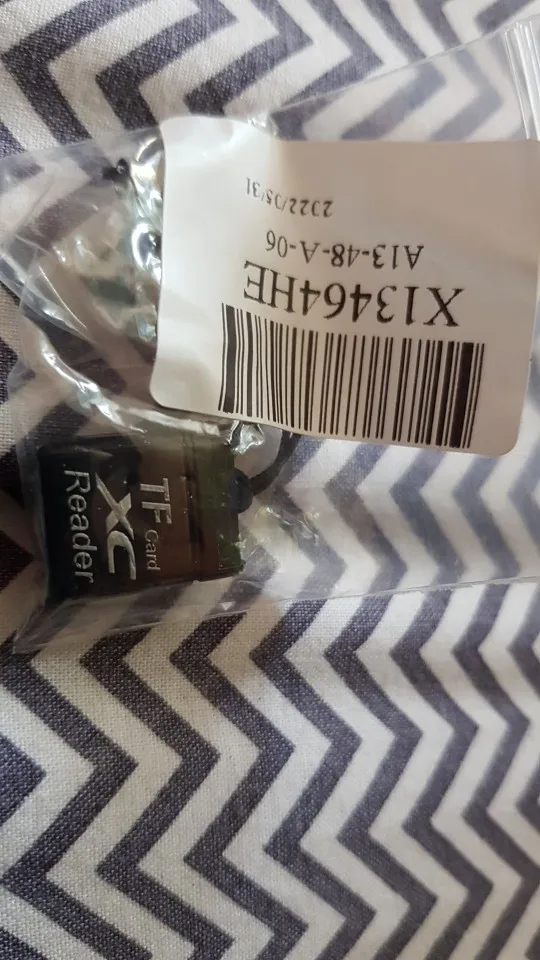 X13464HE
A13-48-A-06
2022/05/31
TF Card
XC
Reader